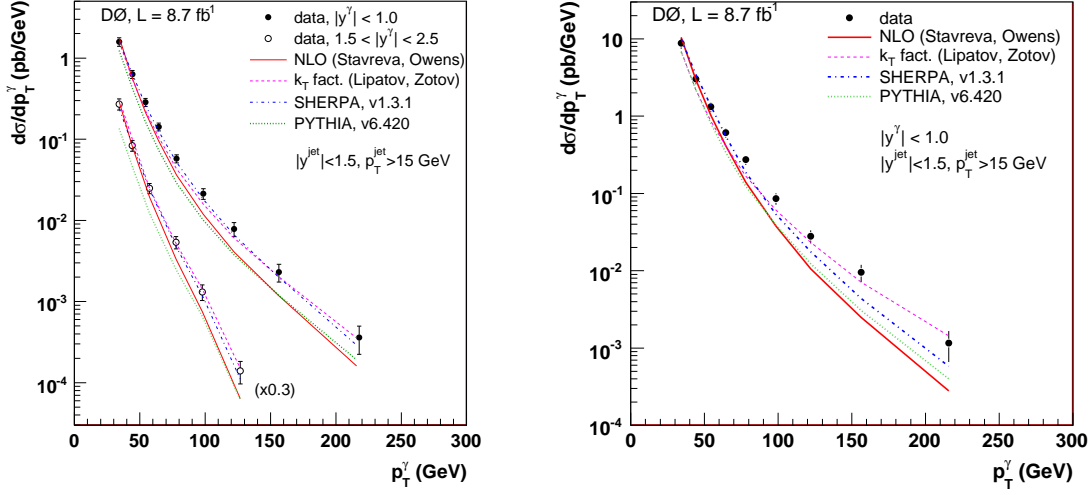 DØ, L = 8.7 fb⁻¹
data, |y^γ| < 1.0
data, 1.5 < |y^γ| < 2.5
NLO (Stavreva, Owens)
k_T fact. (Lipatov, Zotov)
SHERPA, v1.3.1
PYTHIA, v6.420
|y^jet|<1.5, p_T^jet>15 GeV
(x0.3)
dσ/dp_T^γ (pb/GeV)
1
10⁻¹
10⁻²
10⁻³
10⁻⁴
0 50 100 150 200 250 300
p_T^γ (GeV)
DØ, L = 8.7 fb⁻¹
data
NLO (Stavreva, Owens)
k_T fact. (Lipatov, Zotov)
SHERPA, v1.3.1
PYTHIA, v6.420
|y^γ| < 1.0
|y^jet|<1.5, p_T^jet>15 GeV
dσ/dp_T^γ (pb/GeV)
10
1
10⁻¹
10⁻²
10⁻³
10⁻⁴
0 50 100 150 200 250 300
p_T^γ (GeV)